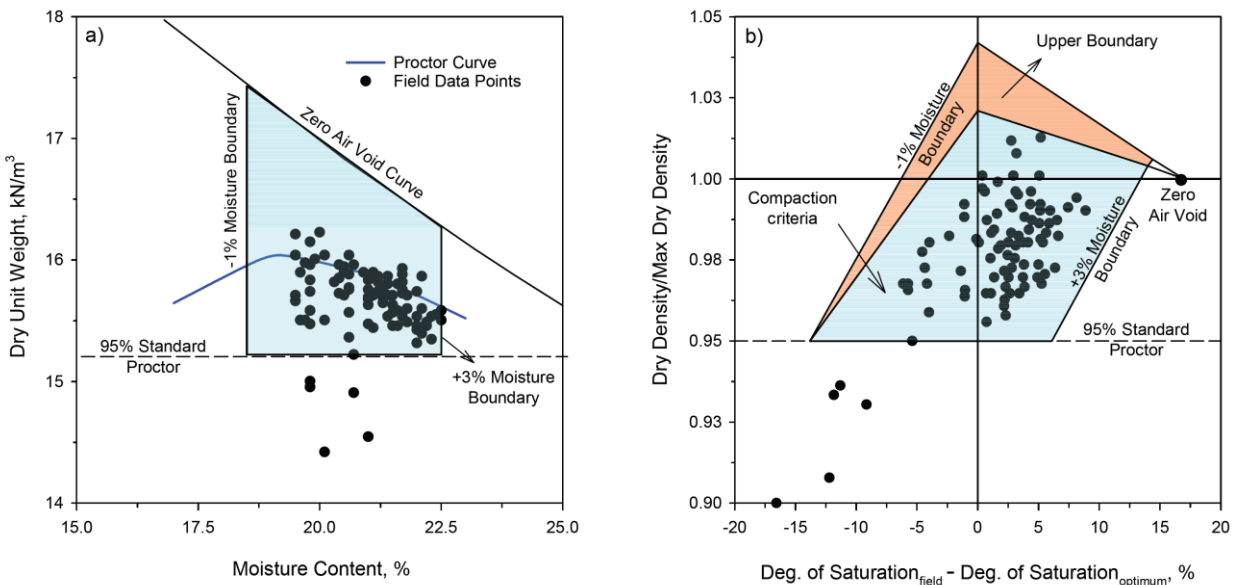 a)
Proctor Curve
Field Data Points
-1% Moisture Boundary
Zero Air Void Curve
95% Standard
Proctor
+3% Moisture
Boundary
18
17
16
15
14
15.0
17.5
20.0
22.5
25.0
Dry Unit Weight, kN/m³
Moisture Content, %
b)
Upper Boundary
-1% Moisture
Boundary
Compaction
criteria
Zero
Air Void
+3% Moisture
Boundary
95% Standard
Proctor
1.05
1.03
1.00
0.98
0.95
0.93
0.90
-20
-15
-10
-5
0
5
10
15
20
Dry Density/Max Dry Density
Deg. of Saturation_field - Deg. of Saturation_optimum, %